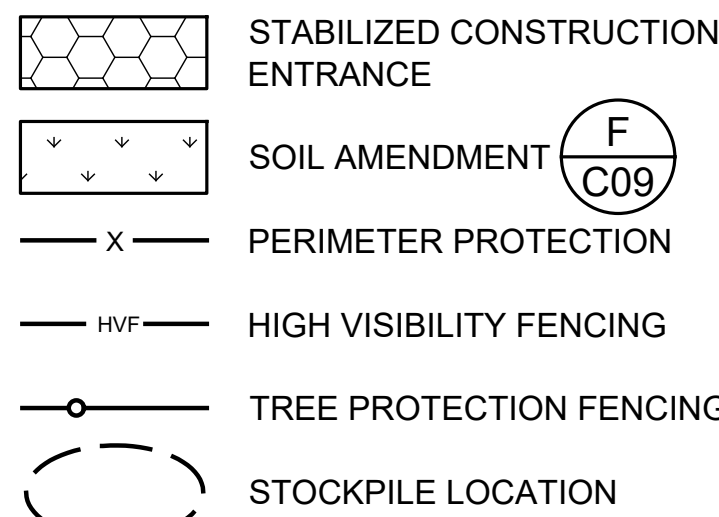 STABILIZED CONSTRUCTION
ENTRANCE
SOIL AMENDMENT
F
C09
X
PERIMETER PROTECTION
HVF
HIGH VISIBILITY FENCING
TREE PROTECTION FENCING
STOCKPILE LOCATION